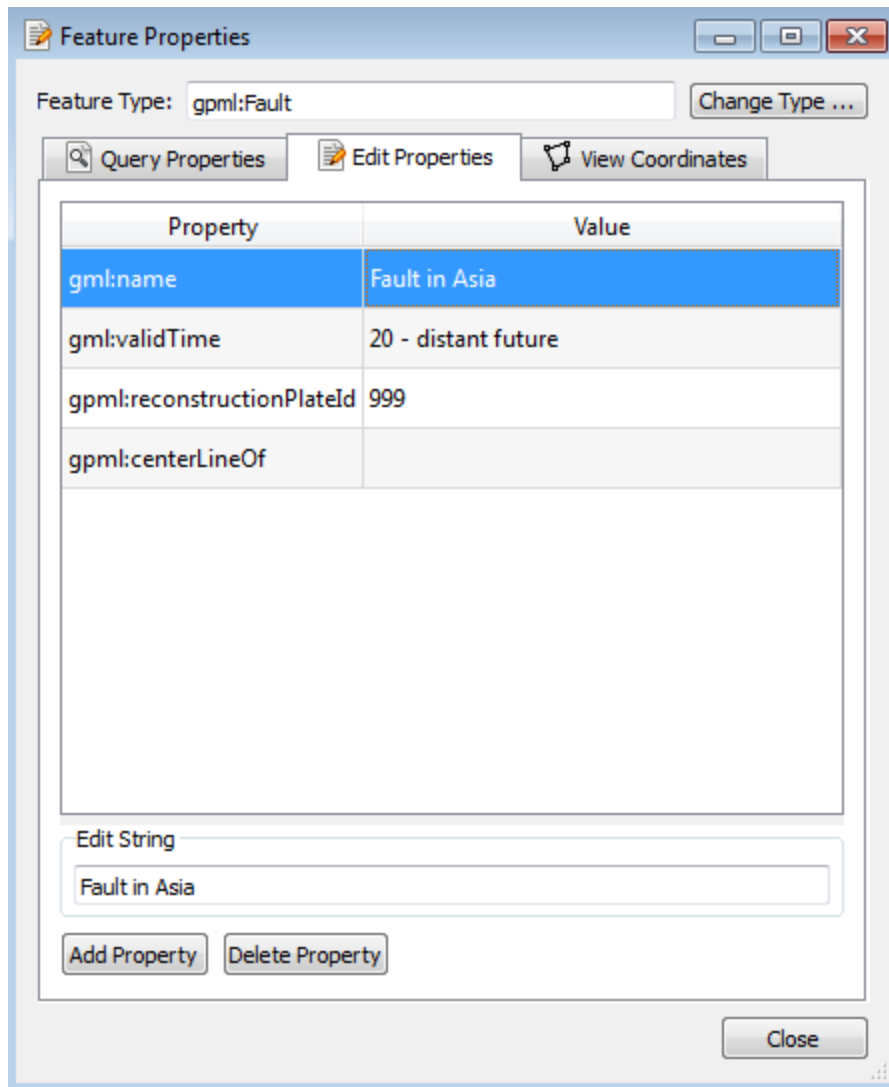 Feature Properties
Feature Type: gpml:Fault Change Type ...
Query Properties Edit Properties View Coordinates
Property Value
gml:name Fault in Asia
gml:validTime 20 - distant future
gpml:reconstructionPlateId 999
gpml:centerLineOf
Edit String
Fault in Asia
Add Property Delete Property
Close